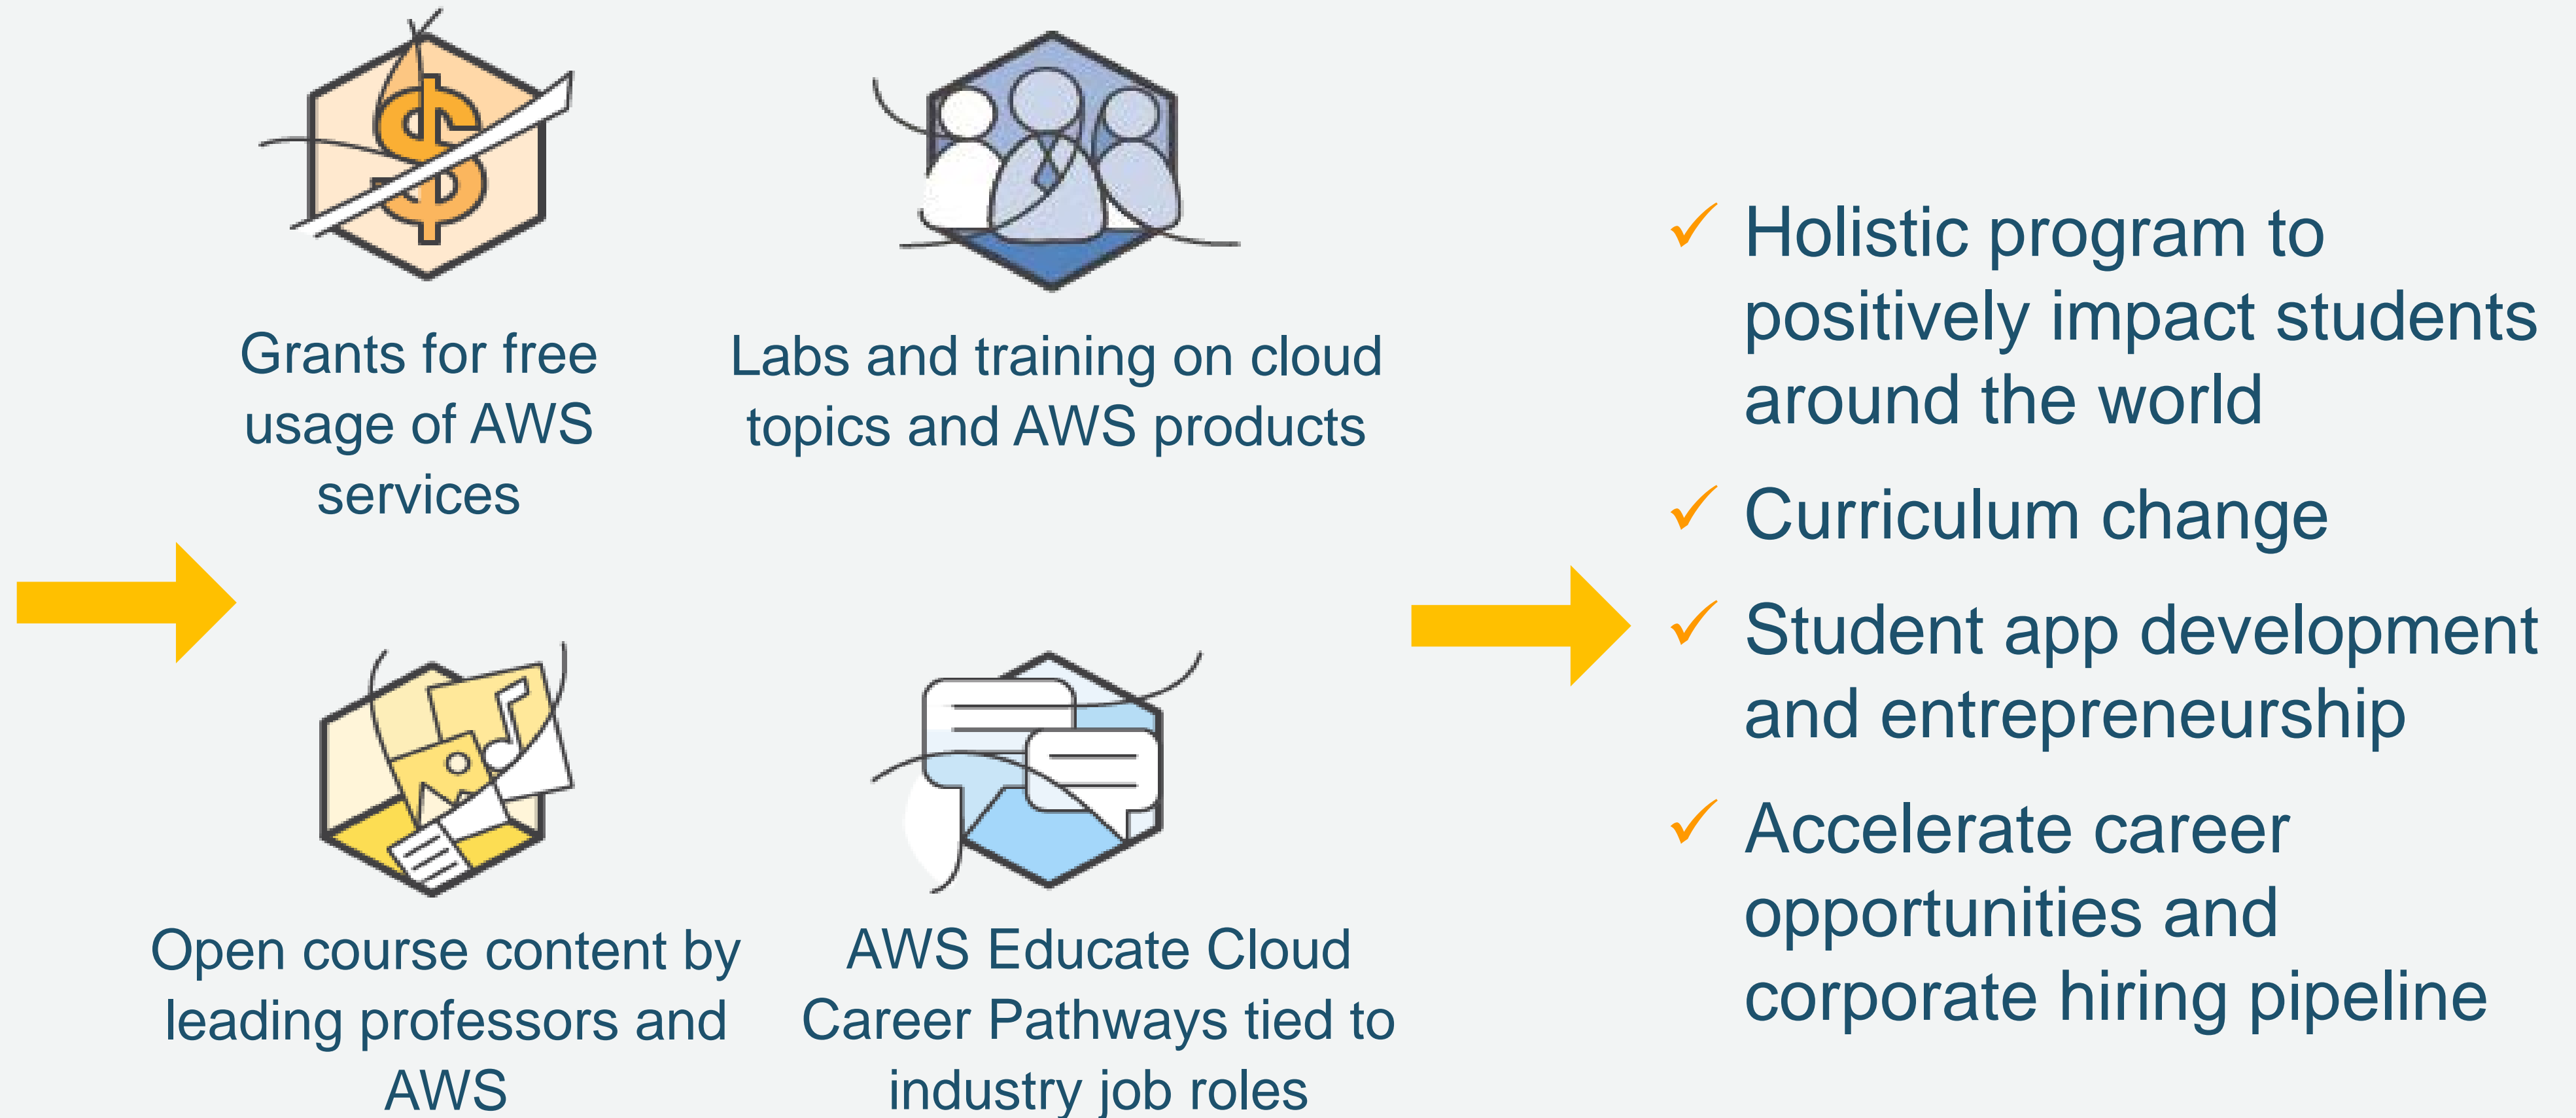 Grants for free
usage of AWS
services
Labs and training on cloud
topics and AWS products
Open course content by
leading professors and
AWS
AWS Educate Cloud
Career Pathways tied to
industry job roles
✓ Holistic program to
positively impact students
around the world
✓ Curriculum change
✓ Student app development
and entrepreneurship
✓ Accelerate career
opportunities and
corporate hiring pipeline